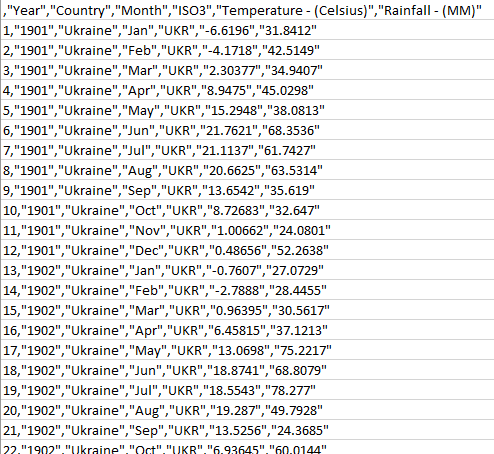 ,"Year","Country","Month","ISO3","Temperature - (Celsius)","Rainfall - (MM)"
1,"1901","Ukraine","Jan","UKR","-6.6196","31.8412"
2,"1901","Ukraine","Feb","UKR","-4.1718","42.5149"
3,"1901","Ukraine","Mar","UKR","2.30377","34.9407"
4,"1901","Ukraine","Apr","UKR","8.9475","45.0298"
5,"1901","Ukraine","May","UKR","15.2948","38.0813"
6,"1901","Ukraine","Jun","UKR","21.7621","68.3536"
7,"1901","Ukraine","Jul","UKR","21.1137","61.7427"
8,"1901","Ukraine","Aug","UKR","20.6625","63.5314"
9,"1901","Ukraine","Sep","UKR","13.6542","35.619"
10,"1901","Ukraine","Oct","UKR","8.72683","32.647"
11,"1901","Ukraine","Nov","UKR","1.00662","24.0801"
12,"1901","Ukraine","Dec","UKR","0.48656","52.2638"
13,"1902","Ukraine","Jan","UKR","-0.7607","27.0729"
14,"1902","Ukraine","Feb","UKR","-2.7888","28.4455"
15,"1902","Ukraine","Mar","UKR","0.96395","30.5617"
16,"1902","Ukraine","Apr","UKR","6.45815","37.1213"
17,"1902","Ukraine","May","UKR","13.0698","75.2217"
18,"1902","Ukraine","Jun","UKR","18.8741","68.8079"
19,"1902","Ukraine","Jul","UKR","18.5543","78.277"
20,"1902","Ukraine","Aug","UKR","19.287","49.7928"
21,"1902","Ukraine","Sep","UKR","13.5256","24.3685"
22,"1902","Ukraine","Oct","UKR","6.93645","60.0144"